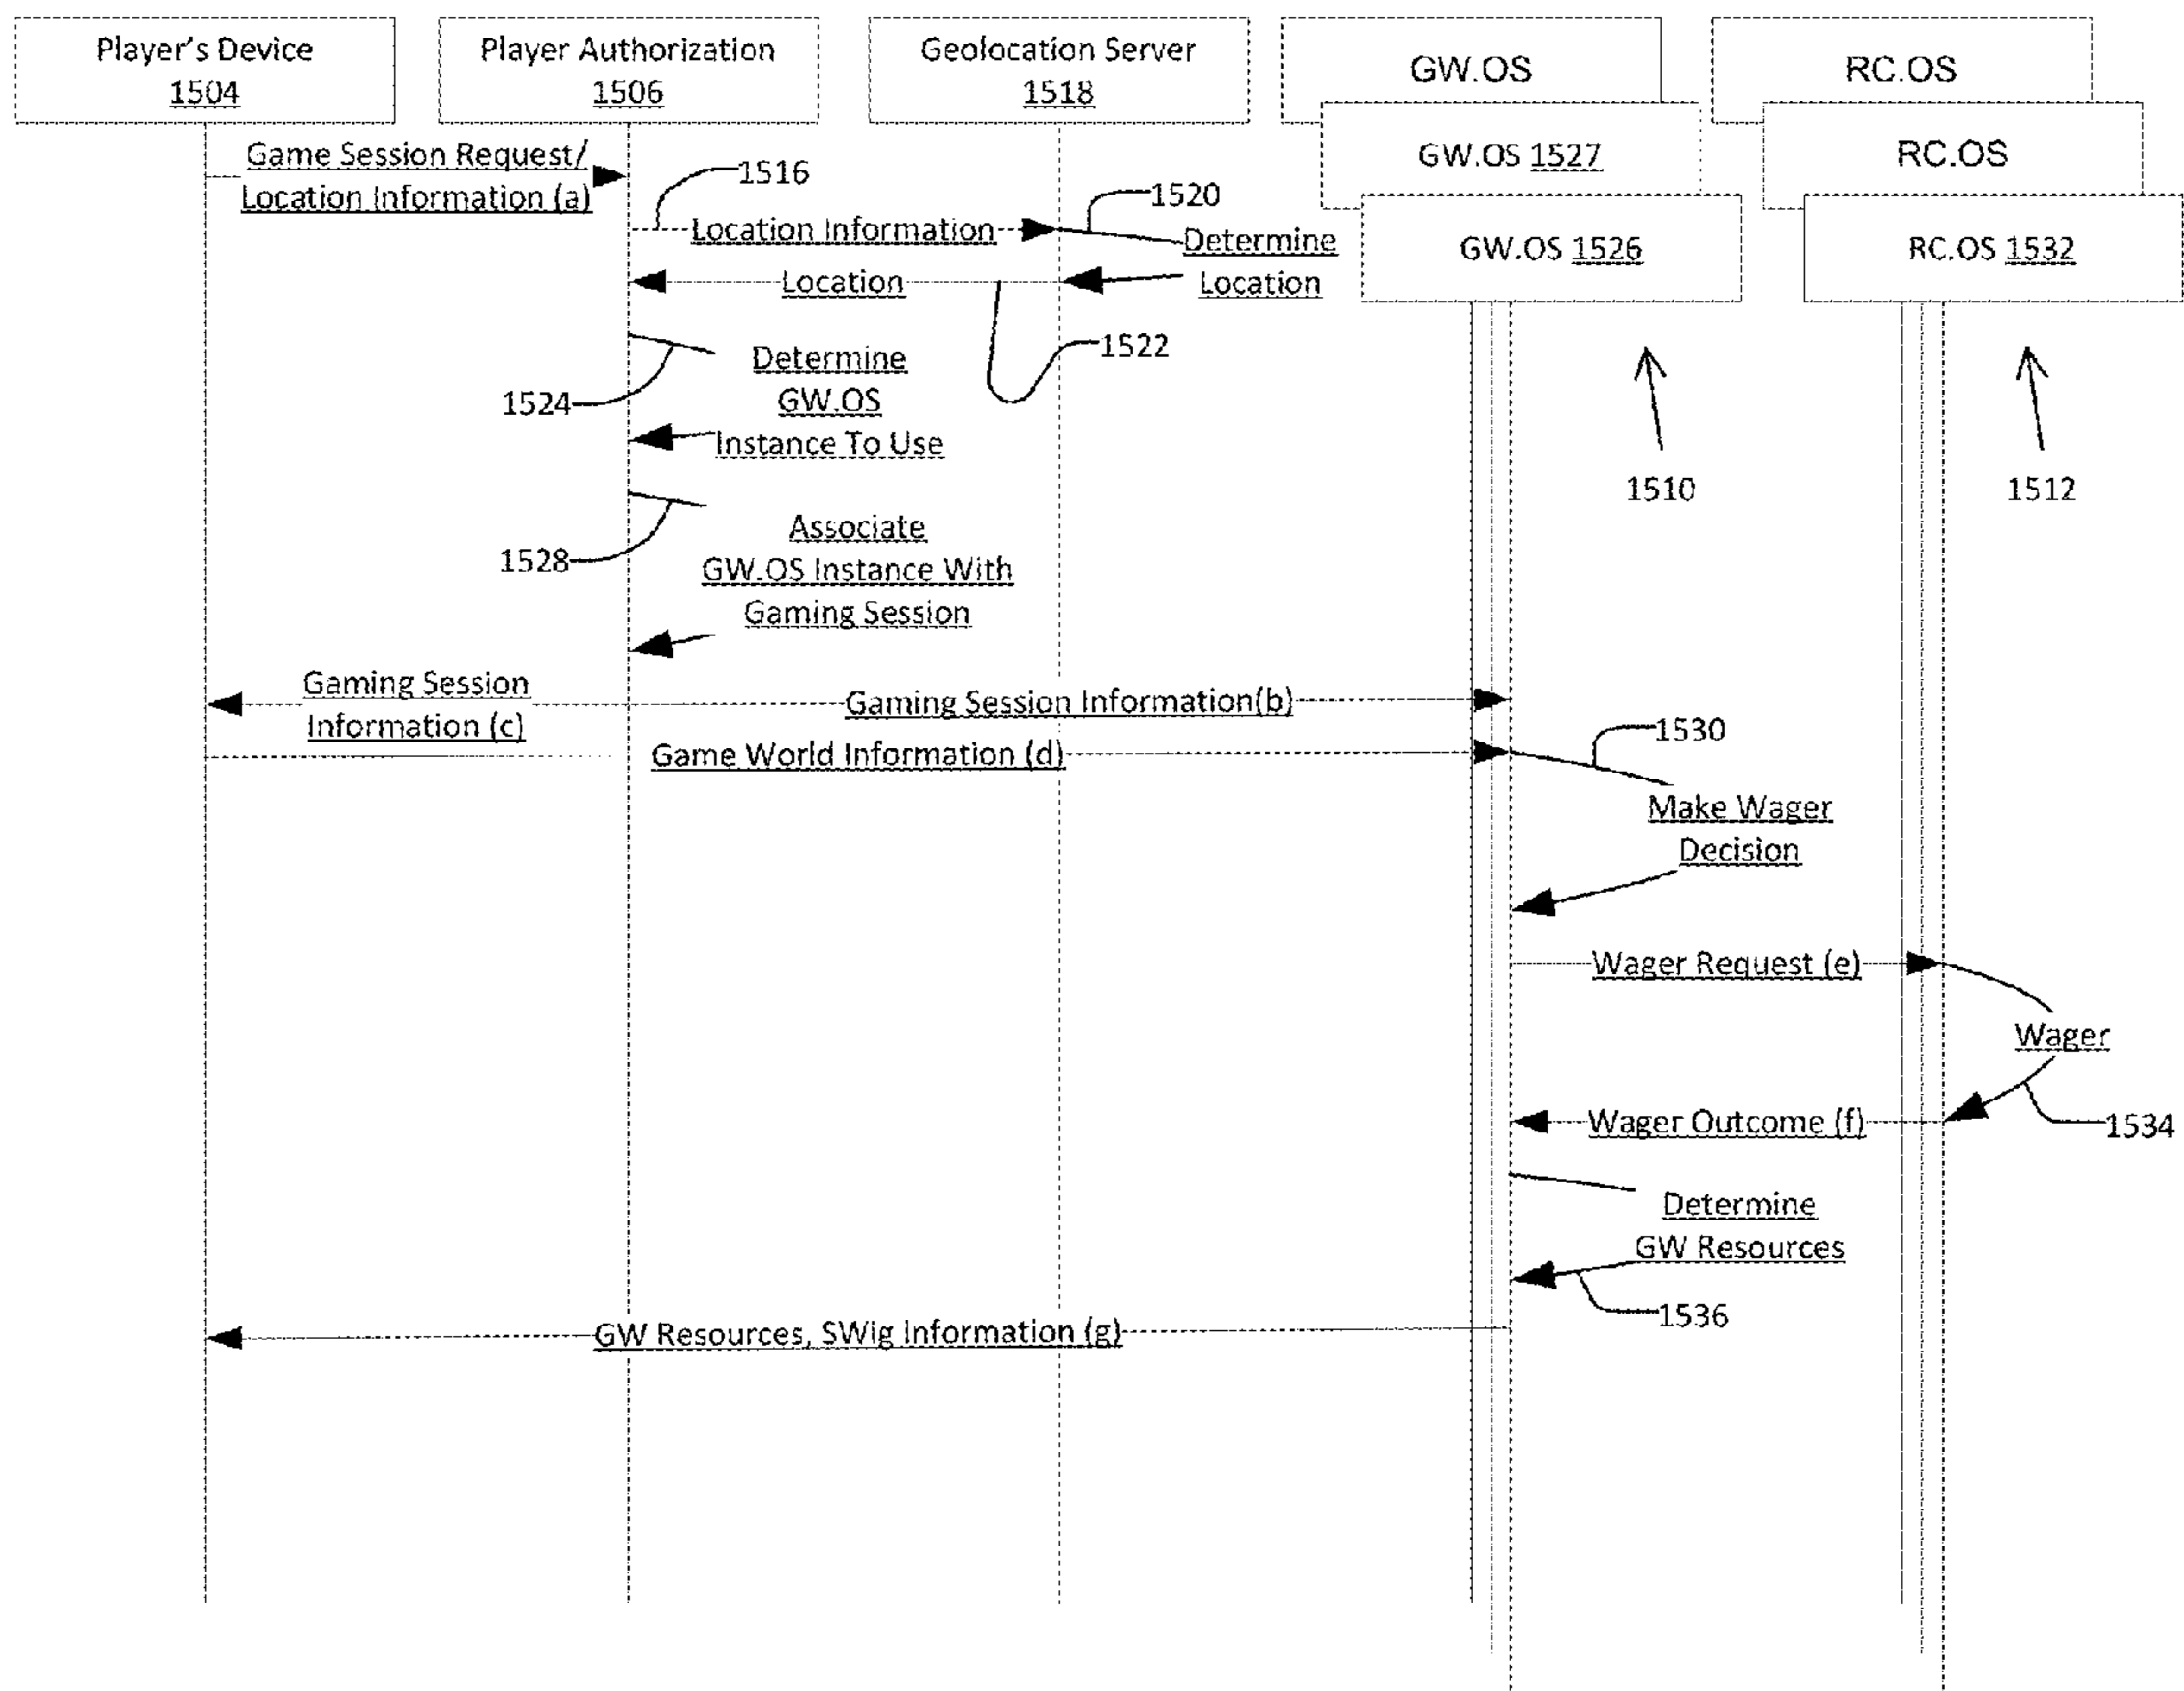 Player's Device
1504
Player Authorization
1506
Geolocation Server
1518
GW.OS
GW.OS 1527
GW.OS 1526
RC.OS
RC.OS
RC.OS 1532
Game Session Request/
Location Information (a)
1516
Location Information
1520
Determine
Location
Location
1522
1524
Determine
GW.OS
Instance To Use
1510
1512
1528
Associate
GW.OS Instance With
Gaming Session
Gaming Session
Information (c)
Gaming Session Information(b)
Game World Information (d)
1530
Make Wager
Decision
Wager Request (e)
Wager
Wager Outcome (f)
1534
Determine
GW Resources
1536
GW Resources, SWig Information (g)